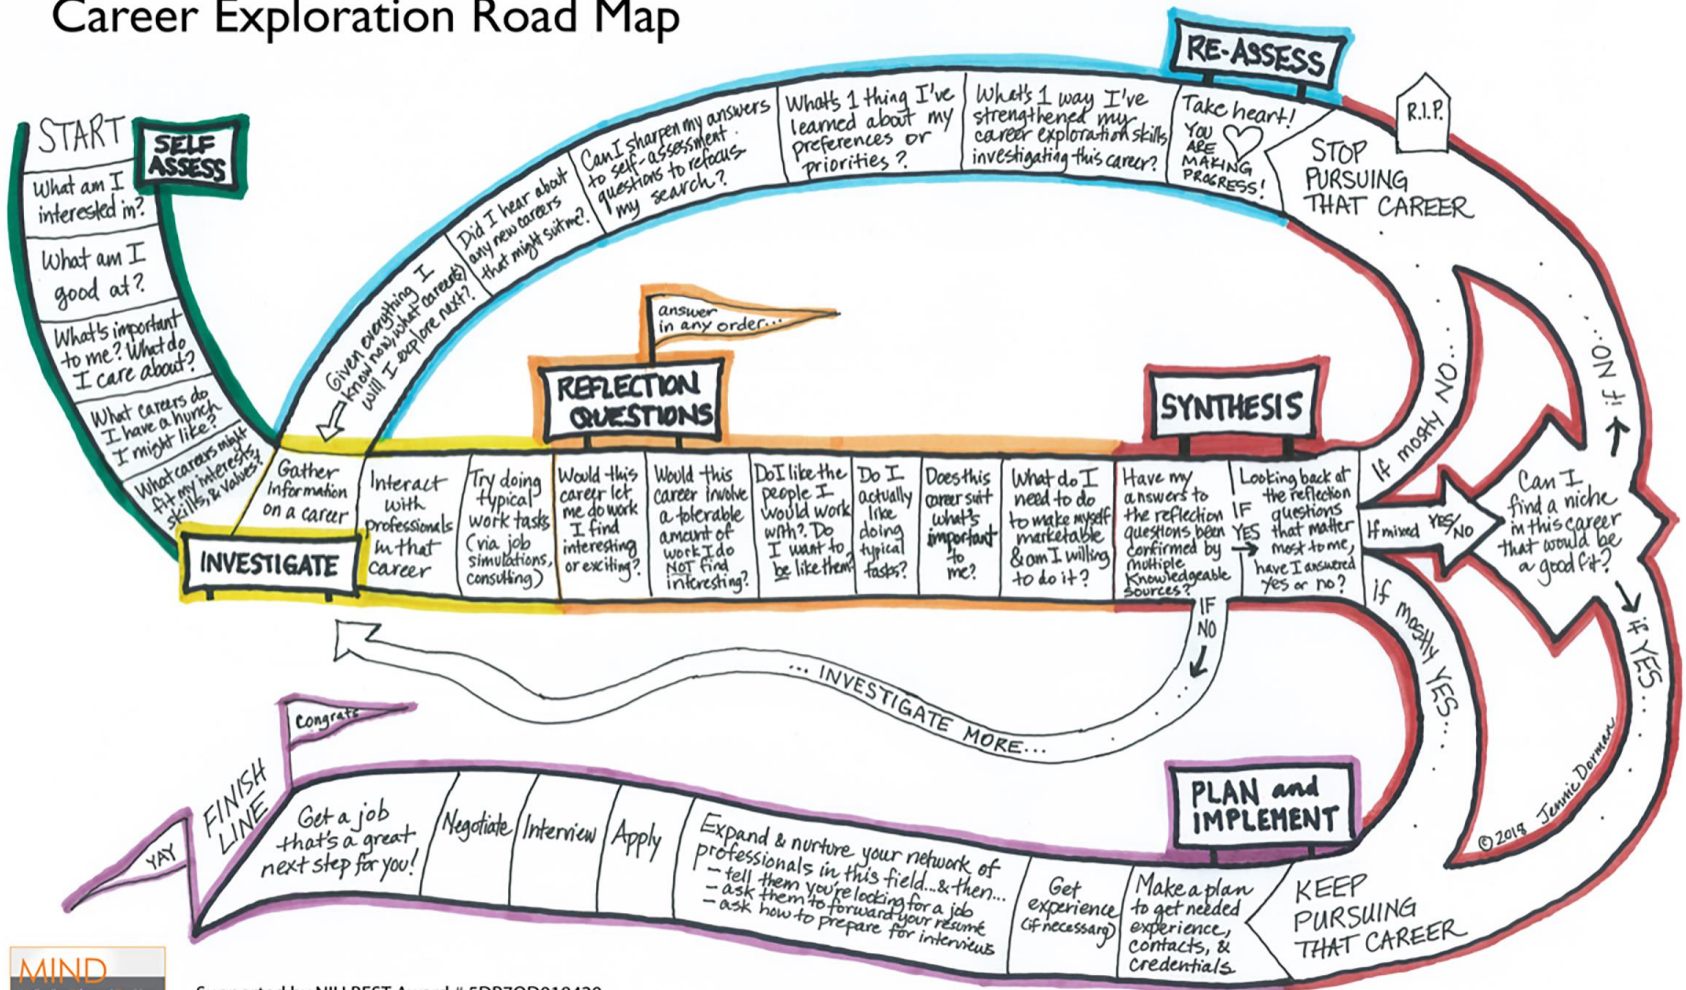 Career Exploration Road Map
START
SELF
ASSESS
What am I
interested in?
What am I
good at?
What's important
to me? What do
I care about?
What careers do
I have a hunch
I might like?
What careers might
fit my interests,
skills, & values?
INVESTIGATE
Gather
information
on a career
Interact
with
professionals
in that
career
Try doing
typical
work tasks
(via job
simulations,
consulting)
REFLECTION
QUESTIONS
answer
in any order...
Would this
career let
me do work
I find
interesting
or exciting?
Would this
career involve
a tolerable
amount of
work I do
NOT find
interesting?
Do I like the
people I
would work
with? Do
I want to
be like them?
Do I
actually
like
doing
typical
tasks?
Does this
career suit
what's
important
to
me?
What do I
need to do
to make myself
marketable
& am I willing
to do it?
SYNTHESIS
Have my
answers to
the reflection
questions been
confirmed by
multiple
knowledgeable
sources?
IF
YES
Looking back at
the reflection
questions
that matter
most to me,
have I answered
yes or no?
IF
NO
... INVESTIGATE MORE...
If mostly NO...
If mixed YES/NO
If mostly YES...
Can I
find a niche
in this career
that would be
a good fit?
IF NO...
IF YES...
STOP
PURSUING
THAT CAREER
R.I.P.
RE-ASSESS
Take heart!
YOU
ARE
MAKING
PROGRESS!
What's 1 way I've
strengthened my
career exploration skills
investigating this career?
What's 1 thing I've
learned about my
preferences or
priorities?
Can I sharpen my answers
to self-assessment
questions to refocus
my search?
Did I hear about
any new careers
that might suit me?
Given everything I
know now, what career(s)
will I explore next?
KEEP
PURSUING
THAT CAREER
PLAN and
IMPLEMENT
Make a plan
to get needed
experience,
contacts, &
credentials
Get
experience
(if necessary)
Expand & nurture your network of
professionals in this field...& then...
- tell them you're looking for a job
- ask them to forward your resume
- ask how to prepare for interviews
Apply
Interview
Negotiate
Get a job
that's a great
next step for you!
FINISH
LINE
Congrats
YAY
© 2018 Jennie Dorman
MIND